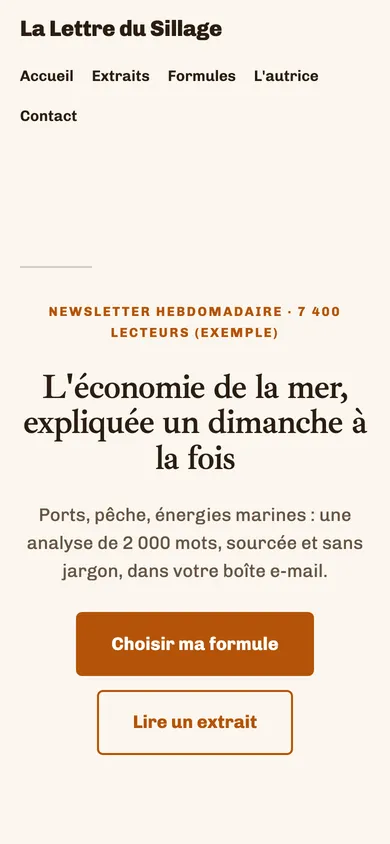 La Lettre du Sillage
Accueil Extraits Formules L'autrice
Contact
NEWSLETTER HEBDOMADAIRE · 7 400
LECTEURS (EXEMPLE)
L'économie de la mer,
expliquée un dimanche à
la fois
Ports, pêche, énergies marines : une
analyse de 2 000 mots, sourcée et sans
jargon, dans votre boîte e-mail.
Choisir ma formule
Lire un extrait